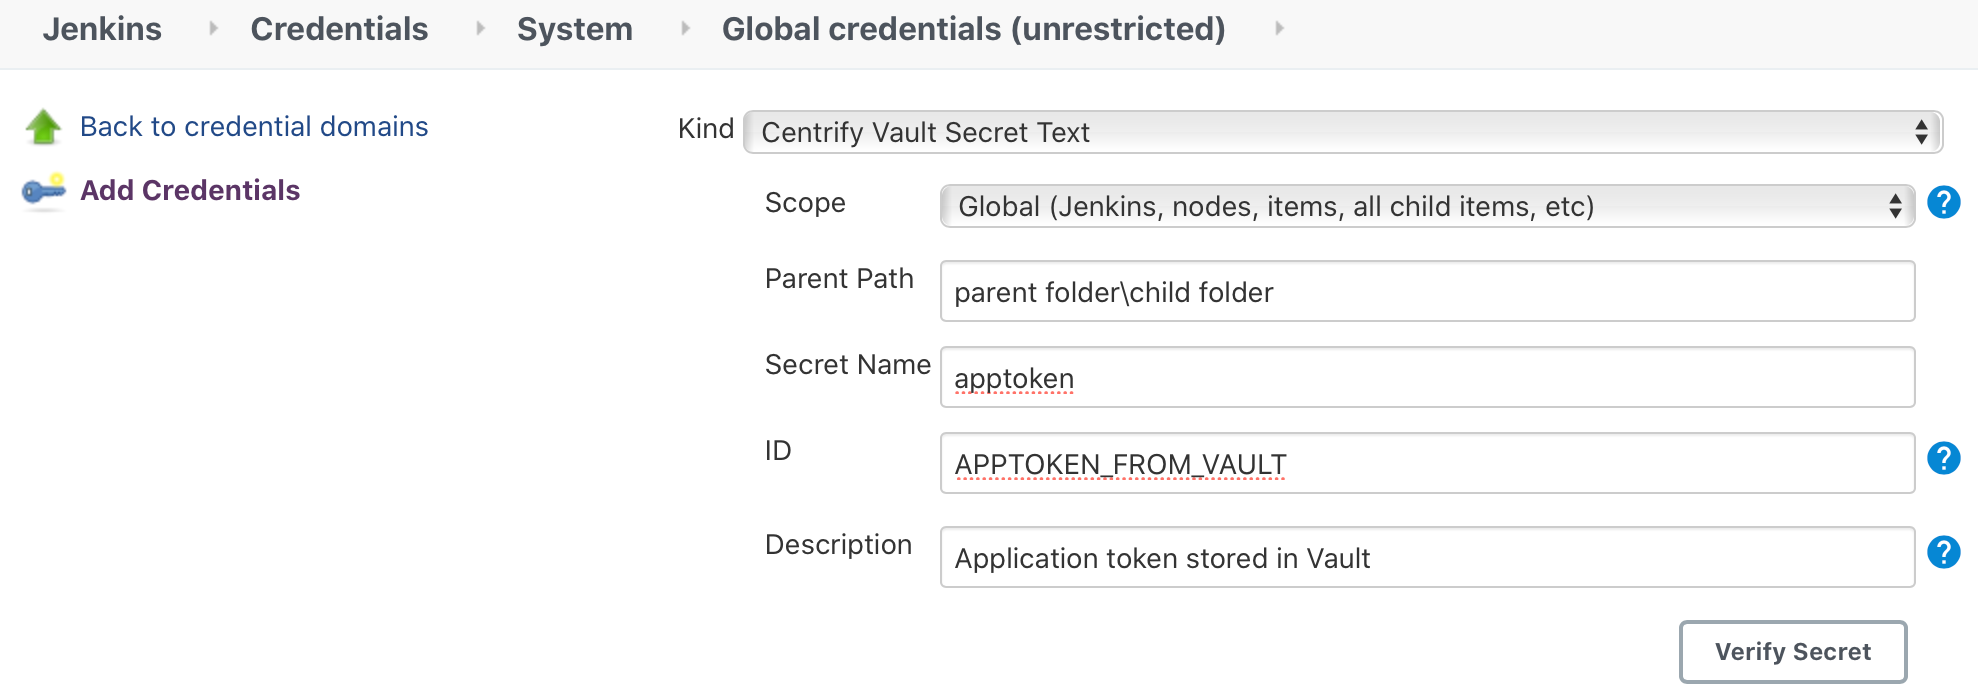 Jenkins Credentials System Global credentials (unrestricted)
Back to credential domains
Add Credentials
Kind Centrify Vault Secret Text
Scope Global (Jenkins, nodes, items, all child items, etc) ?
Parent Path parent folder\child folder
Secret Name apptoken
ID APPTOKEN_FROM_VAULT ?
Description Application token stored in Vault ?
Verify Secret